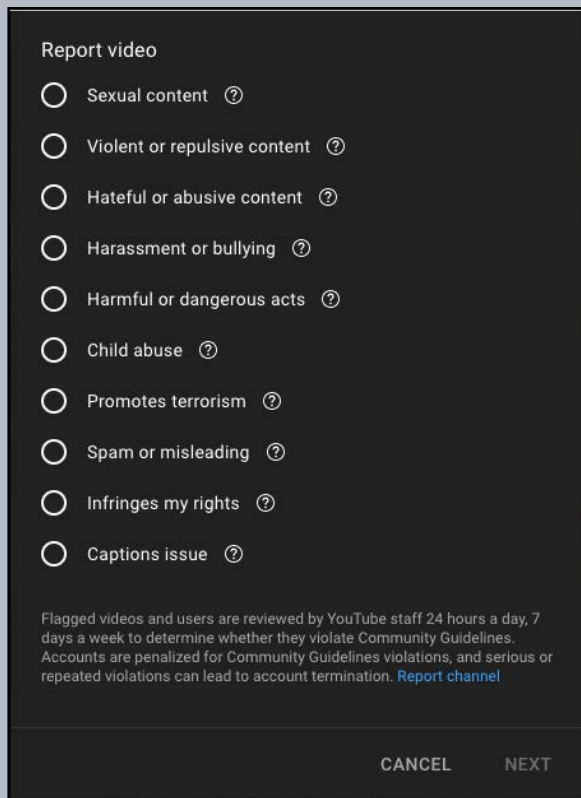 Report video
Sexual content ?
Violent or repulsive content ?
Hateful or abusive content ?
Harassment or bullying ?
Harmful or dangerous acts ?
Child abuse ?
Promotes terrorism ?
Spam or misleading ?
Infringes my rights ?
Captions issue ?
Flagged videos and users are reviewed by YouTube staff 24 hours a day, 7
days a week to determine whether they violate Community Guidelines.
Accounts are penalized for Community Guidelines violations, and serious or
repeated violations can lead to account termination. Report channel
CANCEL NEXT